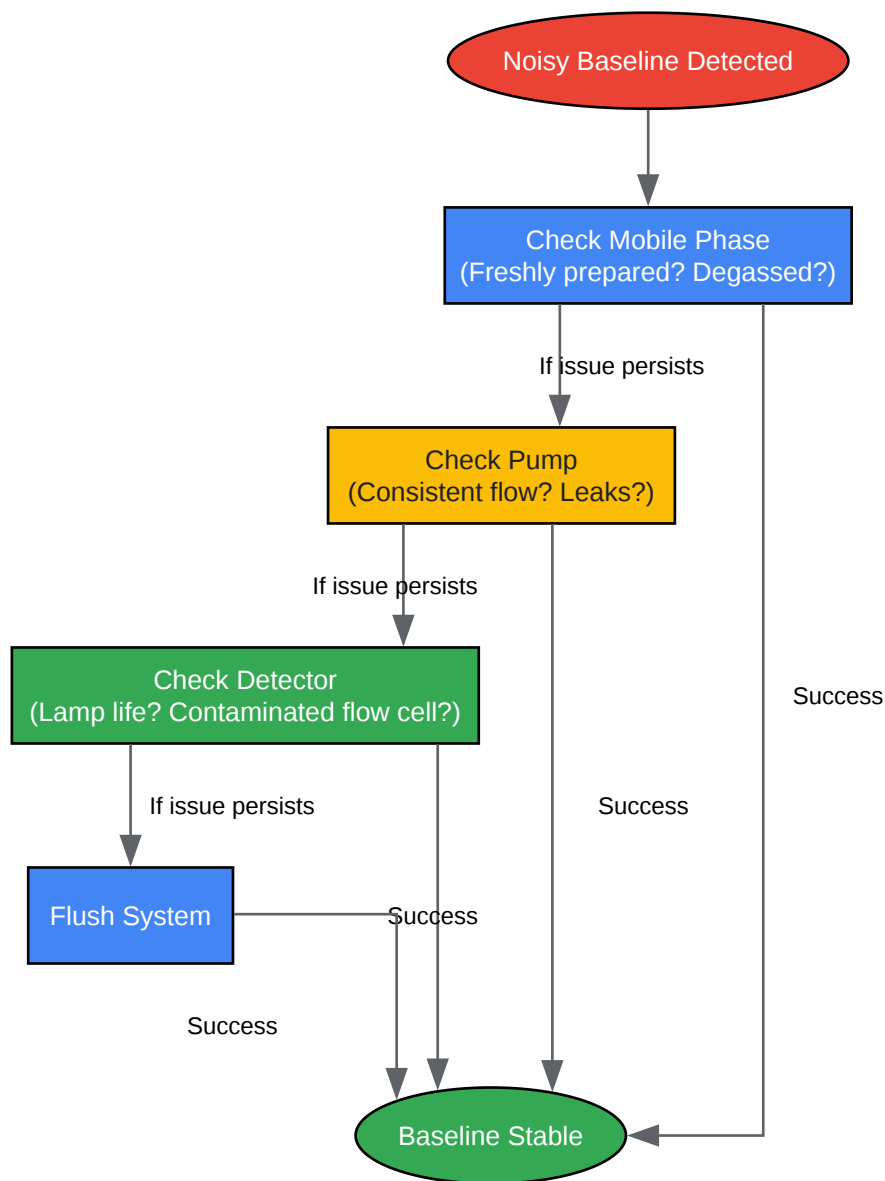 Noisy Baseline Detected
Check Mobile Phase
(Freshly prepared? Degassed?)
If issue persists
Check Pump
(Consistent flow? Leaks?)
If issue persists
Check Detector
(Lamp life? Contaminated flow cell?)
Success
If issue persists
Success
Flush System
Success
Success
Baseline Stable